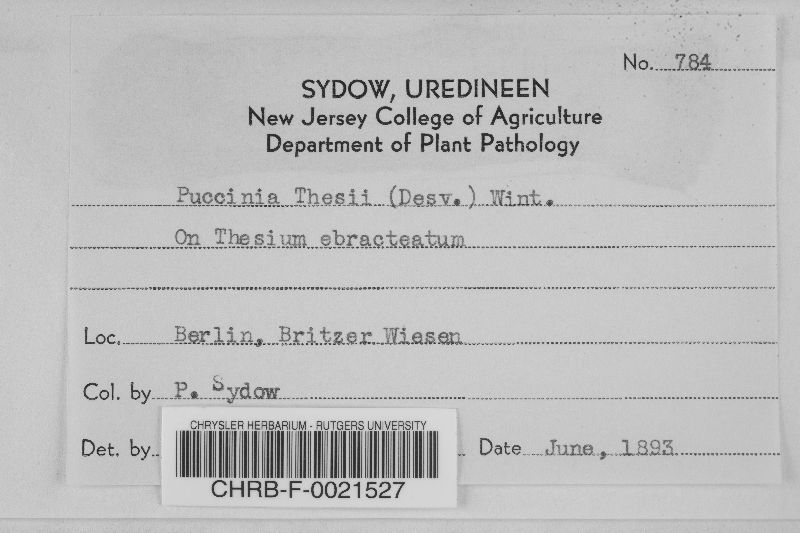 No. 784
SYDOW, UREDINEEN
New Jersey College of Agriculture
Department of Plant Pathology
Puccinia Thesii (Desv.) Wint.
On Thesium ebracteatum
Loc. Berlin, Britzer Wiesen
Col. by P. Sydow
Det. by Date June, 1893
CHRYSLER HERBARIUM - RUTGERS UNIVERSITY
CHRB-F-0021527